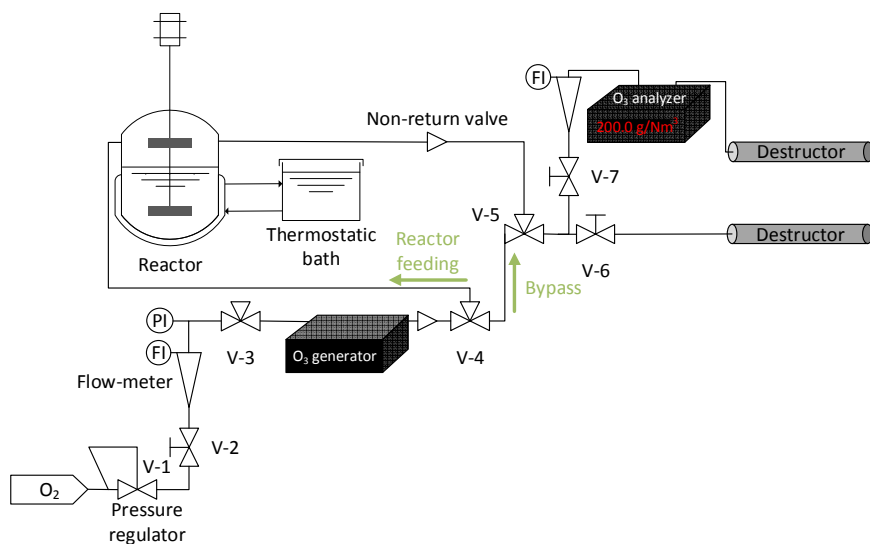 FI
O₃ analyzer
200.0 g/Nm³
Non-return valve
Destructor
V-7
V-5
Destructor
Thermostatic
bath
Reactor
feeding
V-6
Reactor
Bypass
PI
V-3
O₃ generator
V-4
FI
Flow-meter
V-2
V-1
O₂
Pressure
regulator